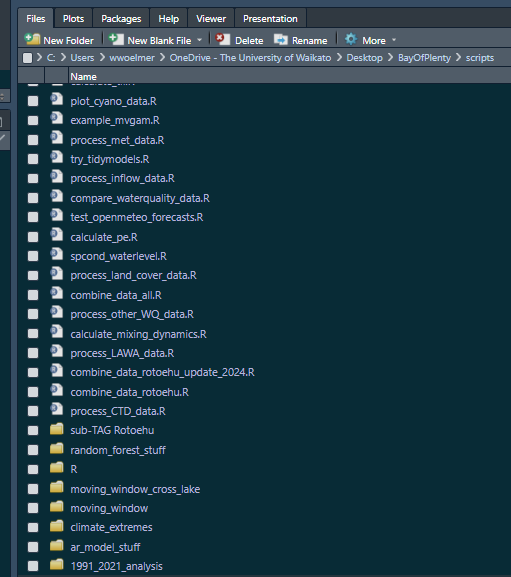 Files Plots Packages Help Viewer Presentation
New Folder New Blank File Delete Rename More
C: Users wwoelmer OneDrive - The University of Waikato Desktop BayOfPlenty scripts
Name
plot_cyano_data.R
example_mvgam.R
process_met_data.R
try_tidymodels.R
process_inflow_data.R
compare_waterquality_data.R
test_openmeteo_forecasts.R
calculate_pe.R
spcond_waterlevel.R
process_land_cover_data.R
combine_data_all.R
process_other_WQ_data.R
calculate_mixing_dynamics.R
process_LAWA_data.R
combine_data_rotoehu_update_2024.R
combine_data_rotoehu.R
process_CTD_data.R
sub-TAG Rotoehu
random_forest_stuff
R
moving_window_cross_lake
moving_window
climate_extremes
ar_model_stuff
1991_2021_analysis